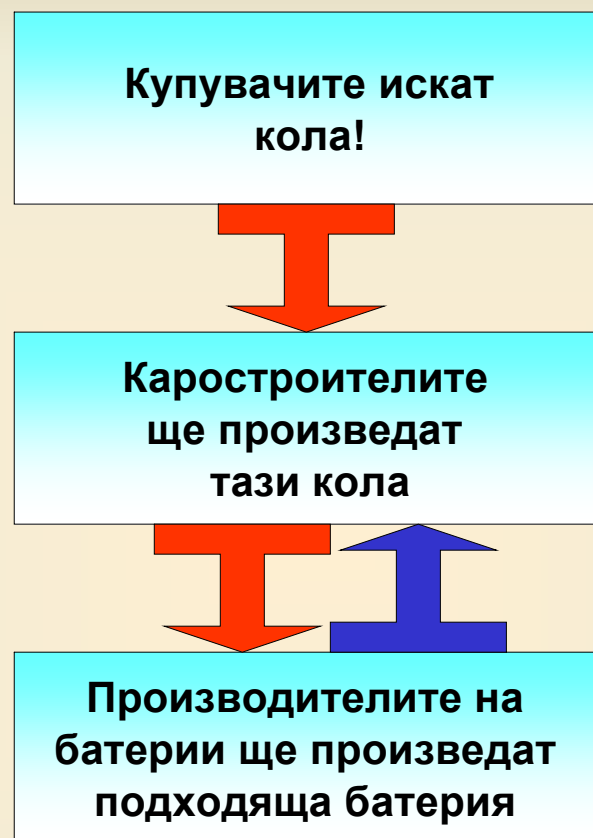 Купувачите искат
кола!
Каростроителите
ще произведат
тази кола
Производителите на
батерии ще произведат
подходяща батерия